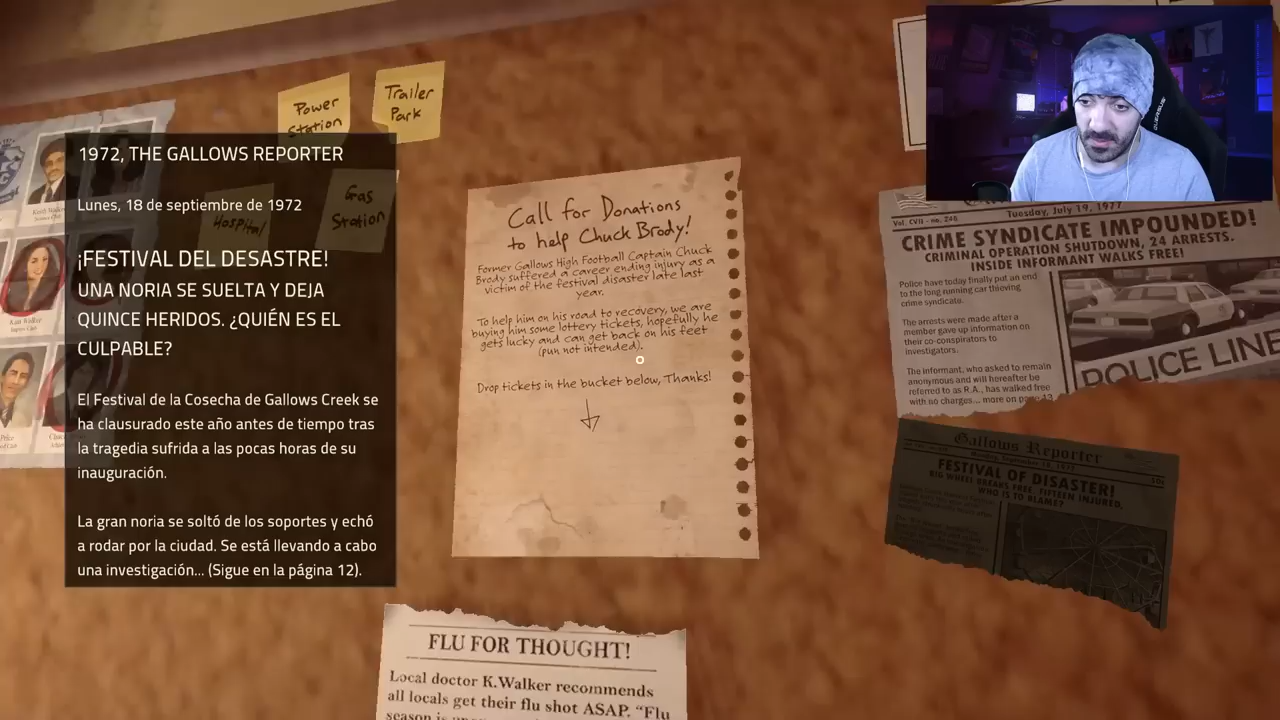 Power
Station
Trailer
Park
Hospital
Gas
Station
1972, THE GALLOWS REPORTER
Lunes, 18 de septiembre de 1972
¡FESTIVAL DEL DESASTRE!
UNA NORIA SE SUELTA Y DEJA
QUINCE HERIDOS. ¿QUIÉN ES EL
CULPABLE?
El Festival de la Cosecha de Gallows Creek se
ha clausurado este año antes de tiempo tras
la tragedia sufrida a las pocas horas de su
inauguración.
La gran noria se soltó de los soportes y echó
a rodar por la ciudad. Se está llevando a cabo
una investigación... (Sigue en la página 12).
Call for Donations
to help Chuck Brody!
Former Gallows High Football Captain Chuck
Brody suffered a career ending injury as a
victim of the festival disaster late last
year.
To help him on his road to recovery, we are
buying him some lottery tickets, hopefully he
gets lucky and can get back on his feet
(pun not intended).
Drop tickets in the bucket below, Thanks!
FLU FOR THOUGHT!
Local doctor K.Walker recommends
all locals get their flu shot ASAP. "Flu
season is
Tuesday, July 19, 1977
CRIME SYNDICATE IMPOUNDED!
CRIMINAL OPERATION SHUTDOWN, 24 ARRESTS.
INSIDE INFORMANT WALKS FREE!
Police have today finally put an end
to the long running car thieving
crime syndicate.
The arrests were made after a
member gave up information on
their co-conspirators to
investigators.
The informant, who asked to remain
anonymous and will hereafter be
referred to as R.A., has walked free
with no charges... more on page 13
POLICE LINE
Gallows Reporter
FESTIVAL OF DISASTER!
BIG WHEEL BREAKS FREE. FIFTEEN INJURED,
WHO IS TO BLAME?